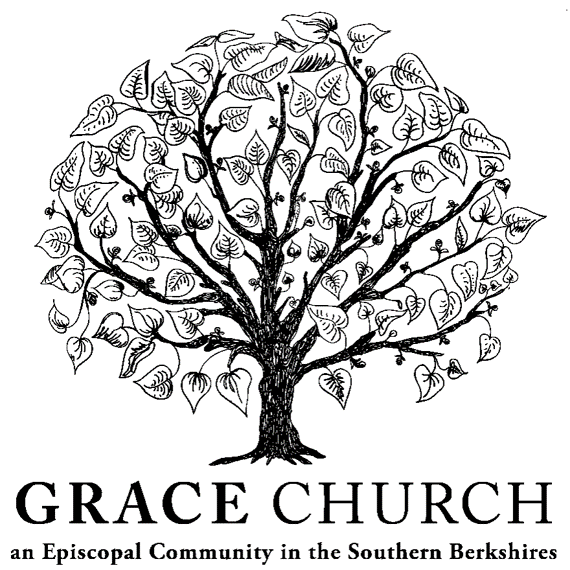 GRACE CHURCH
an Episcopal Community in the Southern Berkshires